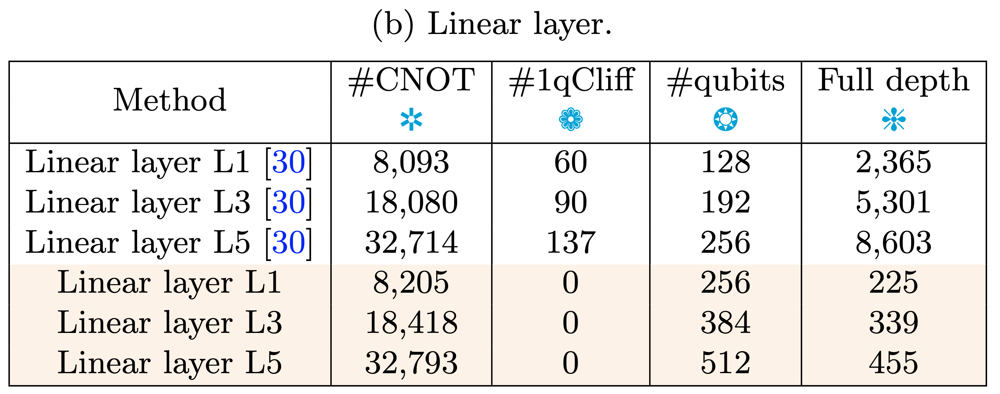 (b) Linear layer.
Method #CNOT #1qCliff #qubits Full depth
Linear layer L1 [30] 8,093 60 128 2,365
Linear layer L3 [30] 18,080 90 192 5,301
Linear layer L5 [30] 32,714 137 256 8,603
Linear layer L1 8,205 0 256 225
Linear layer L3 18,418 0 384 339
Linear layer L5 32,793 0 512 455